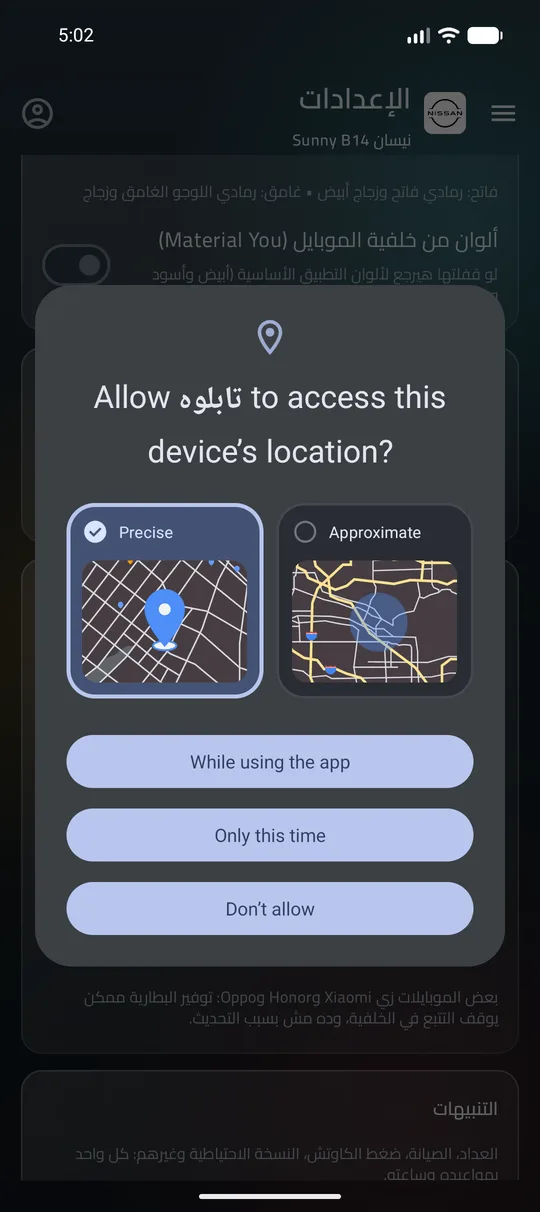 5:02
الإعدادات
نيسان Sunny B14
NISSAN
فاتح: رمادي فاتح وزجاج أبيض • غامق: رمادي اللوجو الغامق وزجاج
ألوان من خلفية الموبايل (Material You)
لو قفلتها هيرجع لألوان التطبيق الأساسية (أبيض وأسود
Allow تابلوه to access this
device's location?
Precise
Approximate
While using the app
Only this time
Don't allow
بعض الموبايلات زي Xiaomi وHonor وOppo: توفير البطارية ممكن
يوقف التتبع في الخلفية، وده مش بسبب التحديث.
التنبيهات
العداد، الصيانة، ضغط الكاوتش، النسخة الاحتياطية وغيرهم: كل واحد
بمواعيده وساعته.